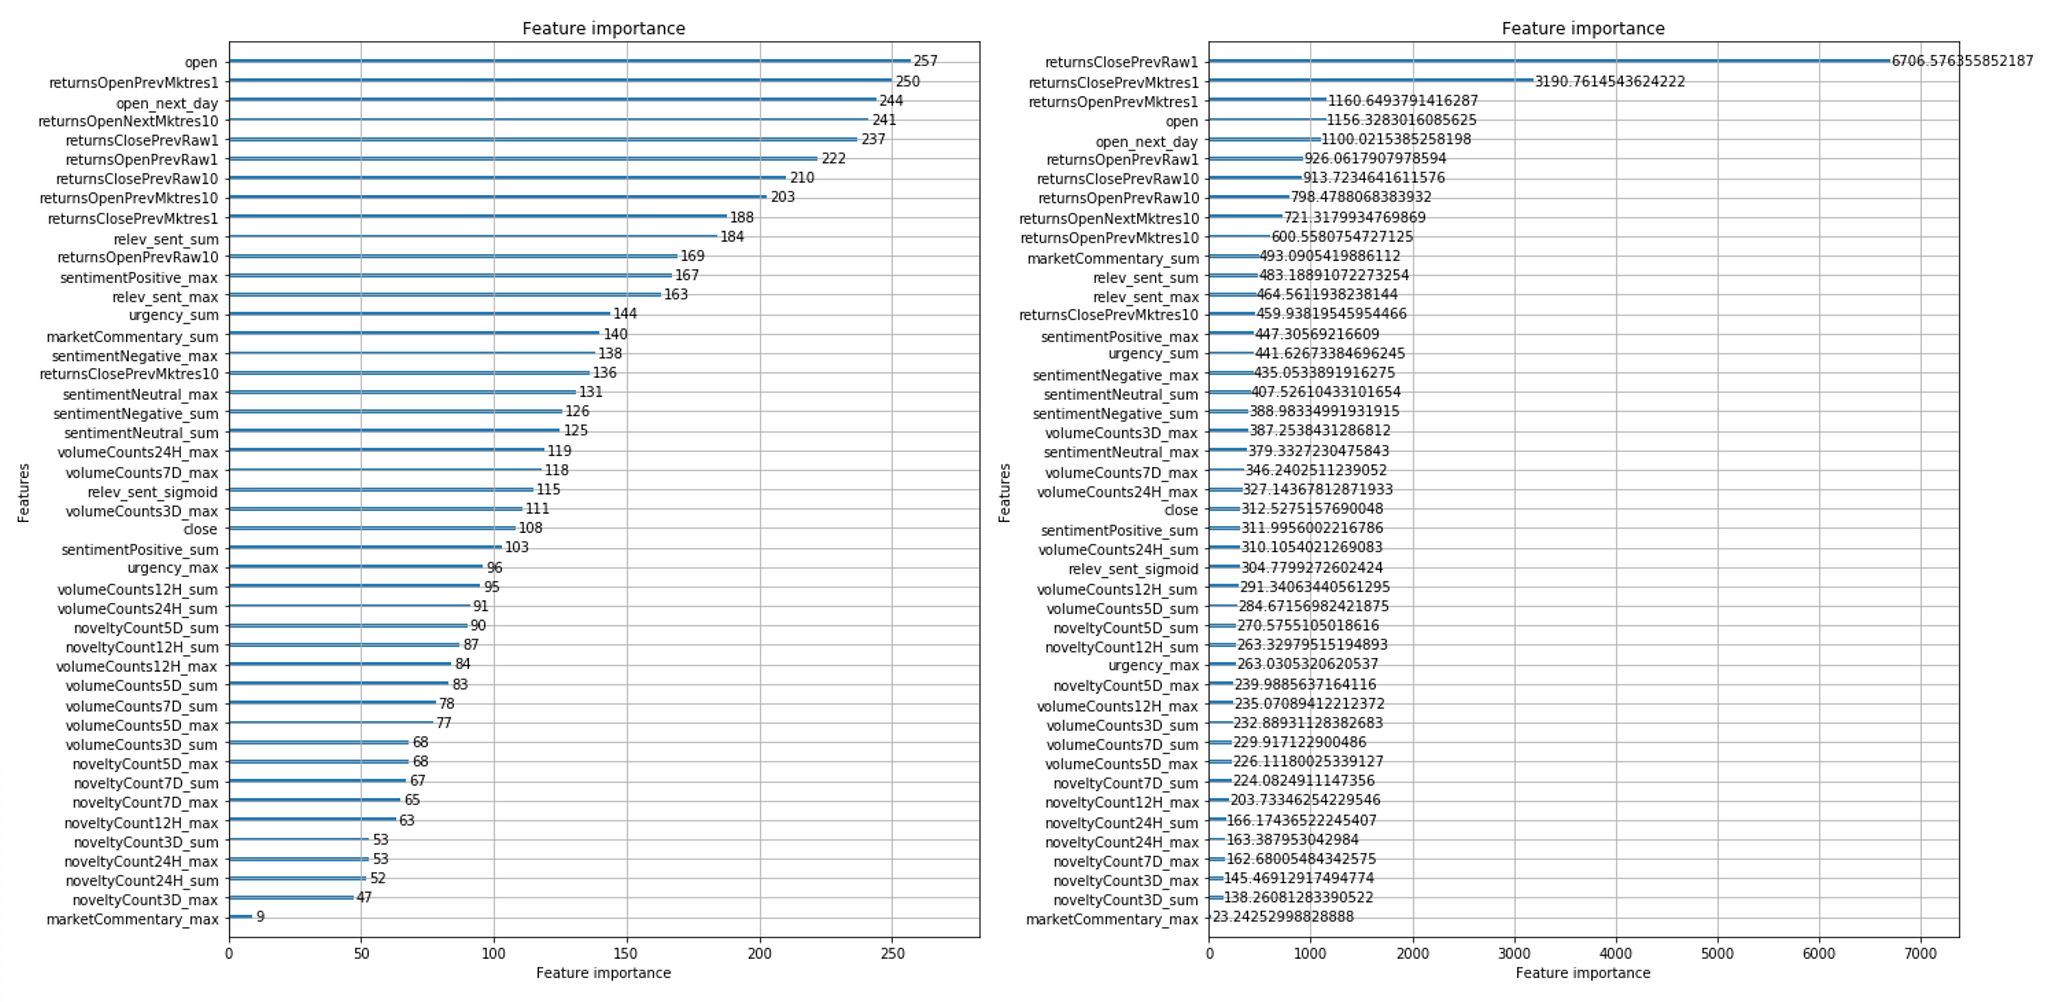 Feature importance
open 257
returnsOpenPrevMktres1 250
open_next_day 244
returnsOpenNextMktres10 241
returnsClosePrevRaw1 237
returnsOpenPrevRaw1 222
returnsClosePrevRaw10 210
returnsOpenPrevMktres10 203
returnsClosePrevMktres1 188
relev_sent_sum 184
returnsOpenPrevRaw10 169
sentimentPositive_max 167
relev_sent_max 163
urgency_sum 144
marketCommentary_sum 140
sentimentNegative_max 138
returnsClosePrevMktres10 136
sentimentNeutral_max 131
sentimentNegative_sum 126
sentimentNeutral_sum 125
volumeCounts24H_max 119
volumeCounts7D_max 118
relev_sent_sigmoid 115
volumeCounts3D_max 111
close 108
sentimentPositive_sum 103
urgency_max 96
volumeCounts12H_sum 95
volumeCounts24H_sum 91
noveltyCount5D_sum 90
noveltyCount12H_sum 87
volumeCounts12H_max 84
volumeCounts5D_sum 83
volumeCounts7D_sum 78
volumeCounts5D_max 77
volumeCounts3D_sum 68
noveltyCount5D_max 68
noveltyCount7D_sum 67
noveltyCount7D_max 65
noveltyCount12H_max 63
noveltyCount3D_sum 53
noveltyCount24H_max 53
noveltyCount24H_sum 52
noveltyCount3D_max 47
marketCommentary_max 9
Features
0 50 100 150 200 250
Feature importance
Feature importance
returnsClosePrevRaw1 6706.576355852187
returnsClosePrevMktres1 3190.7614543624222
returnsOpenPrevMktres1 1160.6493791416287
open 1156.3283016085625
open_next_day 1100.0215385258198
returnsOpenPrevRaw1 926.0617907978594
returnsClosePrevRaw10 913.7234641611576
returnsOpenPrevRaw10 798.4788068383932
returnsOpenNextMktres10 721.3179934769869
returnsOpenPrevMktres10 600.5580754727125
marketCommentary_sum 493.0905419886112
relev_sent_sum 483.18891072273254
relev_sent_max 464.5611938238144
returnsClosePrevMktres10 459.93819545954466
sentimentPositive_max 447.30569216609
urgency_sum 441.62673384696245
sentimentNegative_max 435.0533891916275
sentimentNeutral_sum 407.52610433101654
sentimentNegative_sum 388.98334991931915
volumeCounts3D_max 387.2538431286812
sentimentNeutral_max 379.3327230475843
volumeCounts7D_max 346.2402511239052
volumeCounts24H_max 327.14367812871933
close 312.5275157690048
sentimentPositive_sum 311.9956002216786
volumeCounts24H_sum 310.1054021269083
relev_sent_sigmoid 304.7799272602424
volumeCounts12H_sum 291.34063440561295
volumeCounts5D_sum 284.67156982421875
noveltyCount5D_sum 270.5755105018616
noveltyCount12H_sum 263.32979515194893
urgency_max 263.0305320620537
noveltyCount5D_max 239.9885637164116
volumeCounts12H_max 235.07089412212372
volumeCounts3D_sum 232.88931128382683
volumeCounts7D_sum 229.917122900486
volumeCounts5D_max 226.11180025339127
noveltyCount7D_sum 224.0824911147356
noveltyCount12H_max 203.73346254229546
noveltyCount24H_sum 166.17436522245407
noveltyCount24H_max 163.387953042984
noveltyCount7D_max 162.68005484342575
noveltyCount3D_max 145.46912917494774
noveltyCount3D_sum 138.26081283390522
marketCommentary_max 23.24252998828888
Features
0 1000 2000 3000 4000 5000 6000 7000
Feature importance